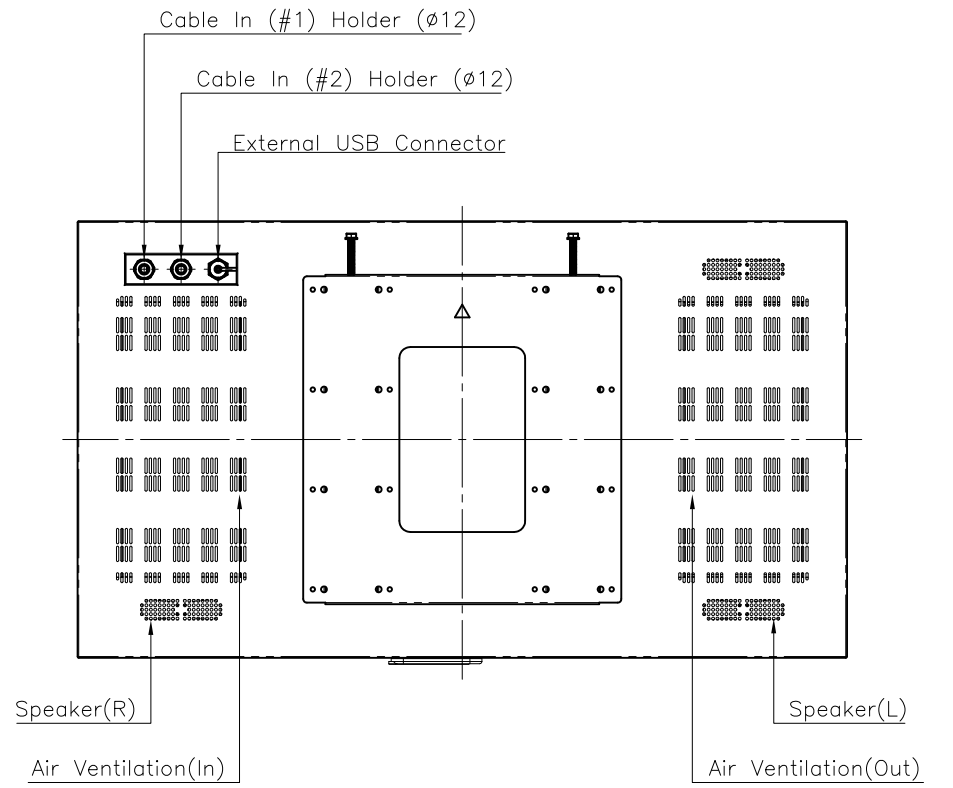 Cable In (#1) Holder (ø12)
Cable In (#2) Holder (ø12)
External USB Connector
Speaker(R)
Speaker(L)
Air Ventilation(In)
Air Ventilation(Out)